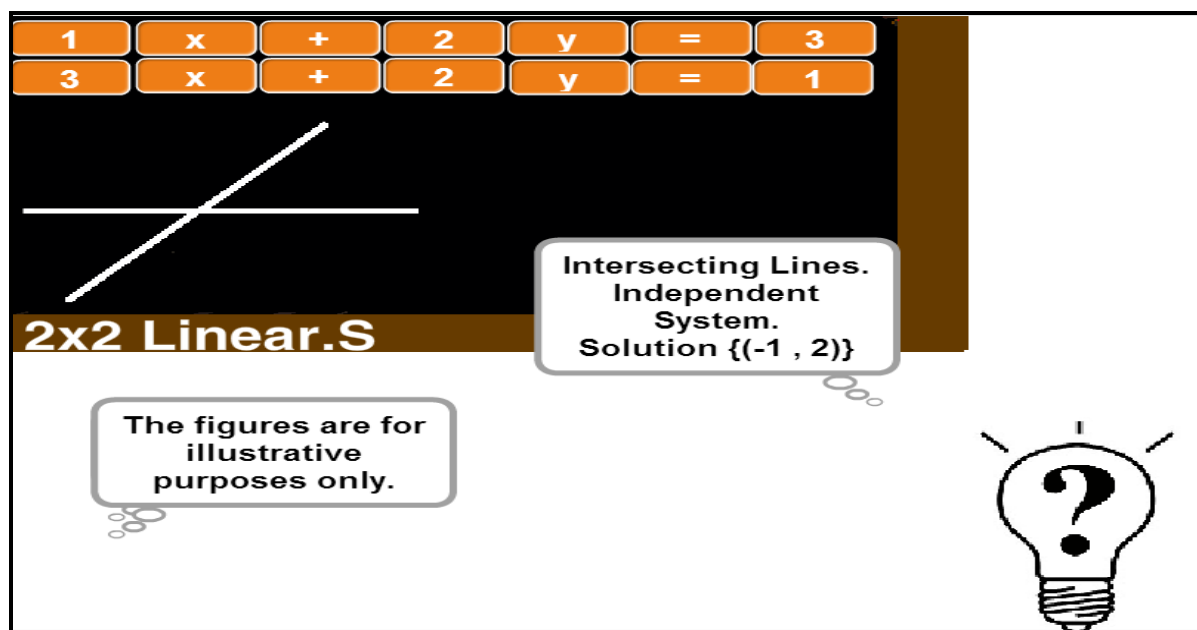 1 x + 2 y = 3
3 x + 2 y = 1
Intersecting Lines.
Independent
System.
Solution {(-1 , 2)}
2x2 Linear.S
The figures are for
illustrative
purposes only.
?